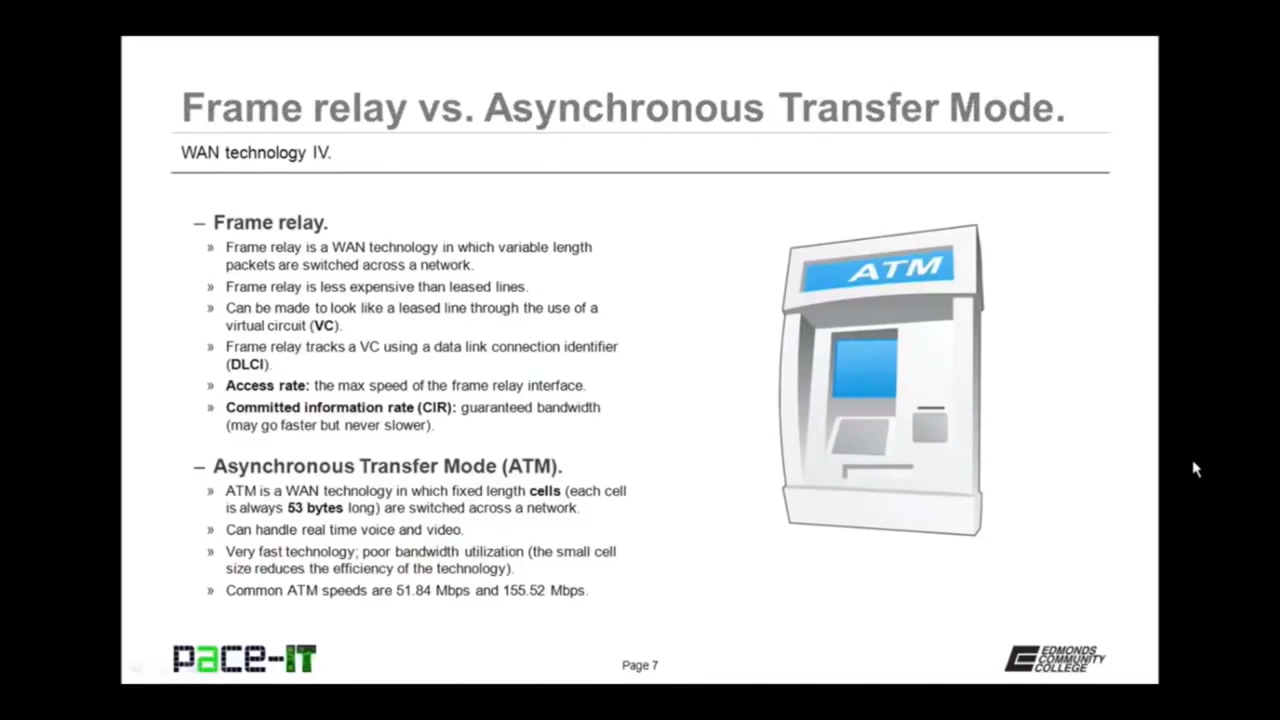 Frame relay vs. Asynchronous Transfer Mode.
WAN technology IV.
– Frame relay.
» Frame relay is a WAN technology in which variable length
packets are switched across a network.
» Frame relay is less expensive than leased lines.
» Can be made to look like a leased line through the use of a
virtual circuit (VC).
» Frame relay tracks a VC using a data link connection identifier
(DLCI).
» Access rate: the max speed of the frame relay interface.
» Committed information rate (CIR): guaranteed bandwidth
(may go faster but never slower).
– Asynchronous Transfer Mode (ATM).
» ATM is a WAN technology in which fixed length cells (each cell
is always 53 bytes long) are switched across a network.
» Can handle real time voice and video.
» Very fast technology; poor bandwidth utilization (the small cell
size reduces the efficiency of the technology).
» Common ATM speeds are 51.84 Mbps and 155.52 Mbps.
ATM
pace-IT
Page 7
EDMONDS
COMMUNITY
COLLEGE